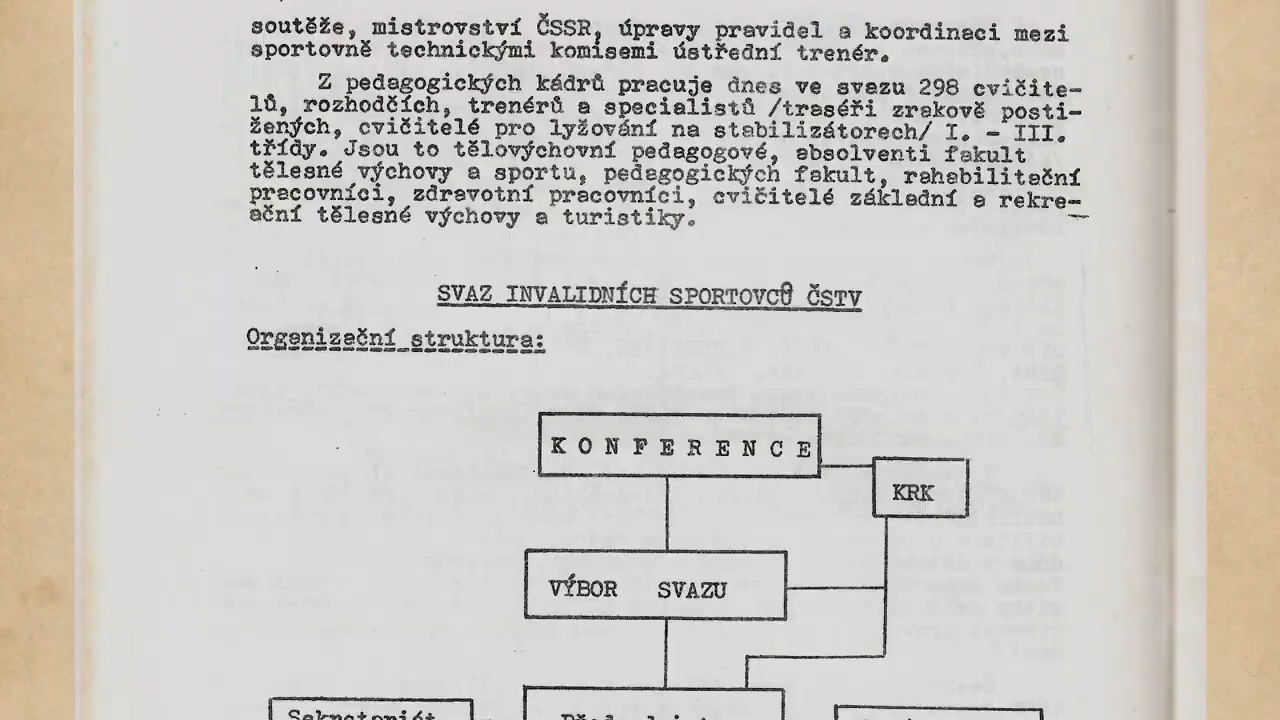 soutěže, mistrovství ČSSR, úpravy pravidel a koordinaci mezi
sportovně technickými komisemi ústřední trenér.
Z pedagogických kádrů pracuje dnes ve svazu 298 cvičite-
lů, rozhodčích, trenérů a specialistů /traséři zrakově posti-
žených, cvičitelé pro lyžování na stabilizátorech/ I. - III.
třídy. Jsou to tělovýchovní pedagogové, absolventi fakult
tělesné výchovy a sportu, pedagogických fakult, rehabilitační
pracovníci, zdravotní pracovníci, cvičitelé základní a rekre-
ační tělesné výchovy a turistiky.
SVAZ INVALIDNÍCH SPORTOVCŮ ČSTV
Organizační struktura:
KONFERENCE
KRK
VÝBOR SVAZU
Sekretariát